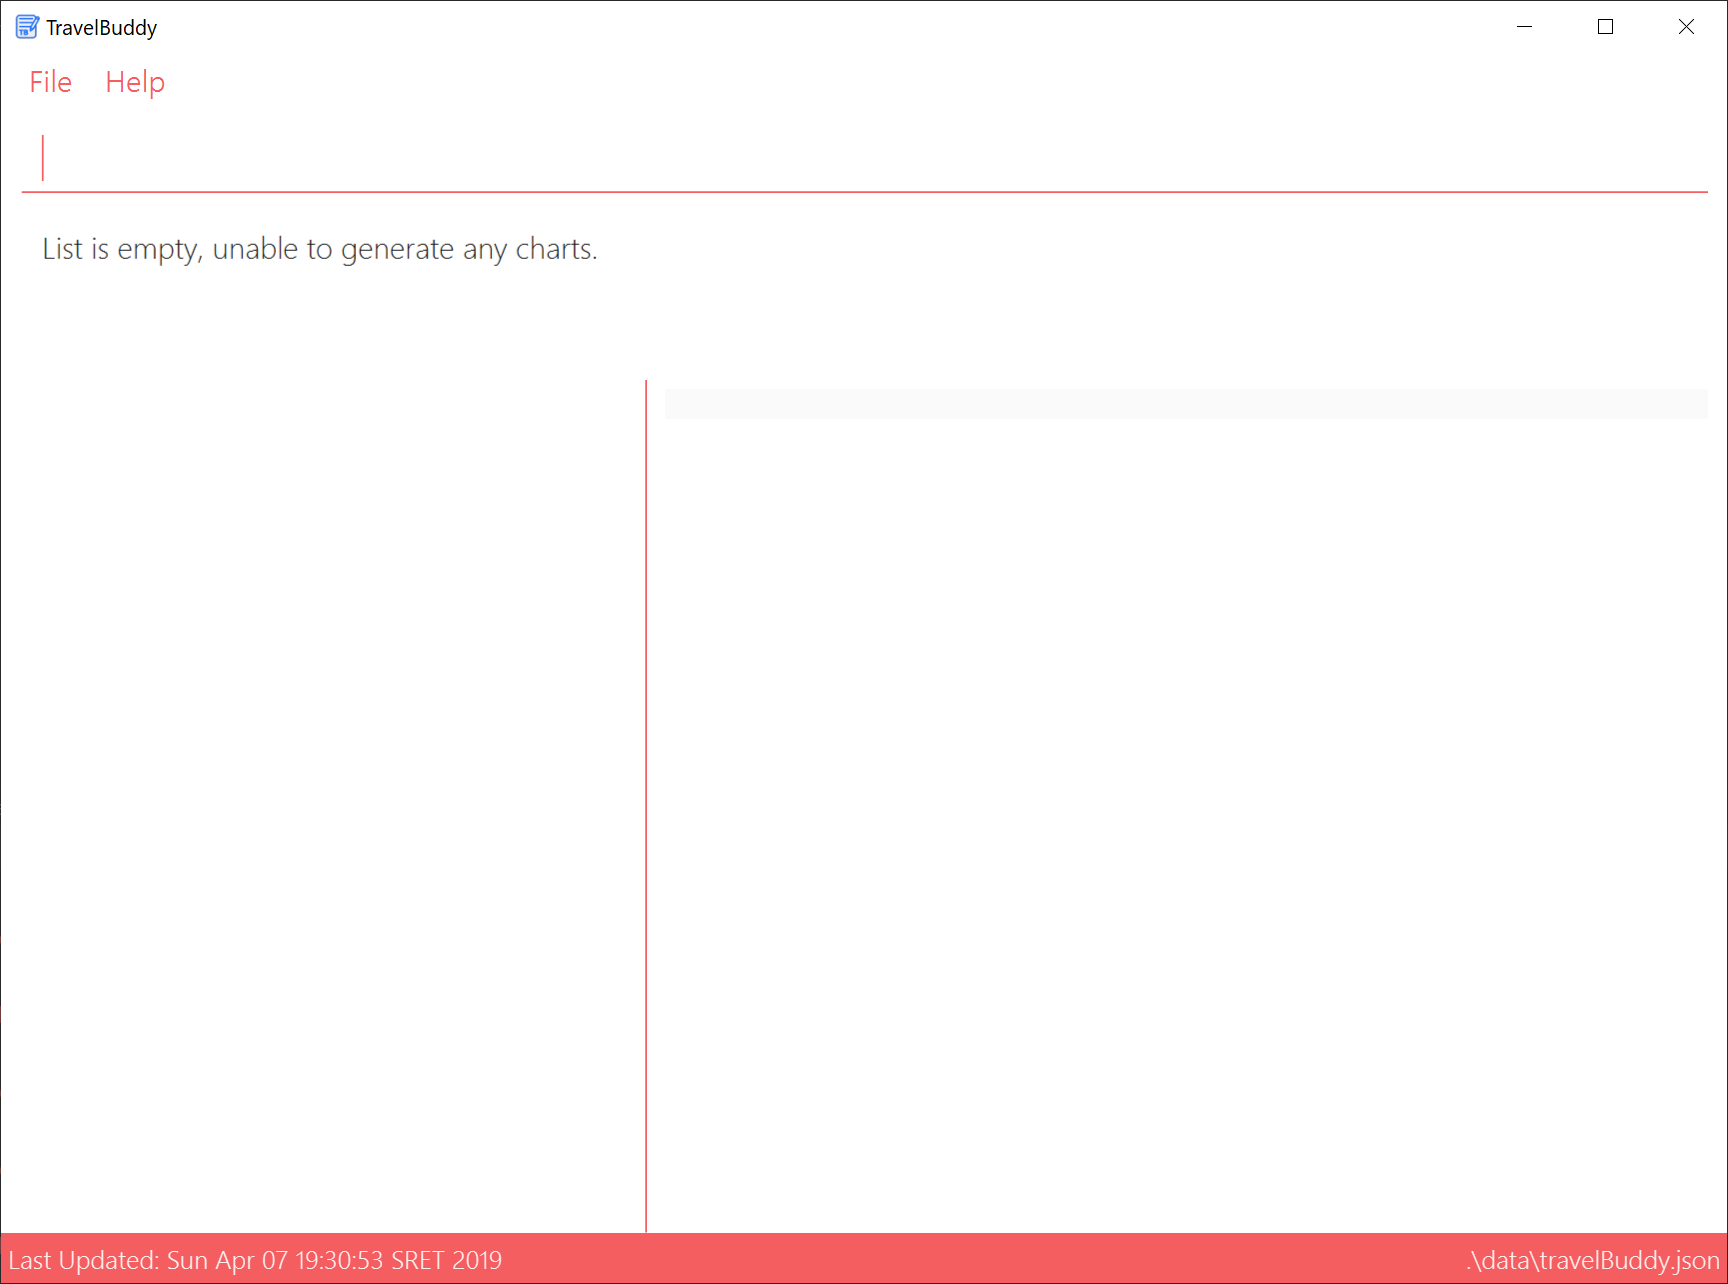 TravelBuddy
File Help
List is empty, unable to generate any charts.
Last Updated: Sun Apr 07 19:30:53 SRET 2019
.\data\travelBuddy.json